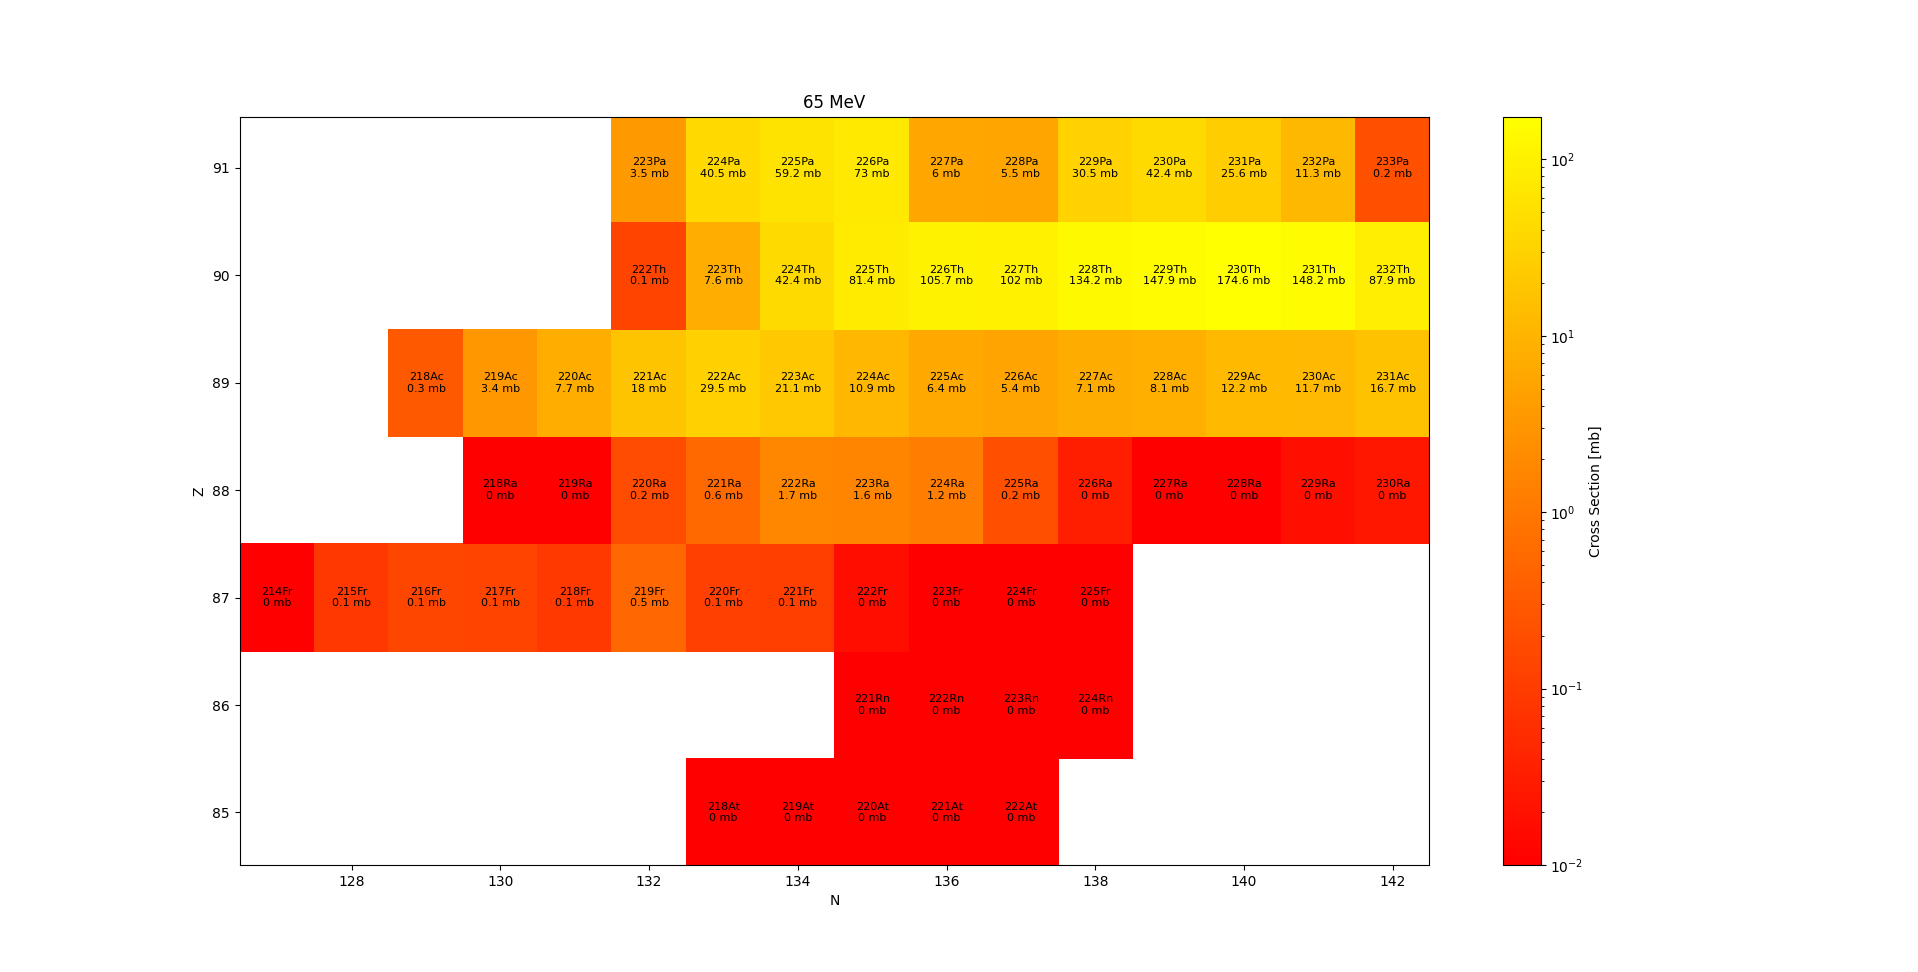 65 MeV
91
223Pa
3.5 mb
224Pa
40.5 mb
225Pa
59.2 mb
226Pa
73 mb
227Pa
6 mb
228Pa
5.5 mb
229Pa
30.5 mb
230Pa
42.4 mb
231Pa
25.6 mb
232Pa
11.3 mb
233Pa
0.2 mb
90
222Th
0.1 mb
223Th
7.6 mb
224Th
42.4 mb
225Th
81.4 mb
226Th
105.7 mb
227Th
102 mb
228Th
134.2 mb
229Th
147.9 mb
230Th
174.6 mb
231Th
148.2 mb
232Th
87.9 mb
89
218Ac
0.3 mb
219Ac
3.4 mb
220Ac
7.7 mb
221Ac
18 mb
222Ac
29.5 mb
223Ac
21.1 mb
224Ac
10.9 mb
225Ac
6.4 mb
226Ac
5.4 mb
227Ac
7.1 mb
228Ac
8.1 mb
229Ac
12.2 mb
230Ac
11.7 mb
231Ac
16.7 mb
88
218Ra
0 mb
219Ra
0 mb
220Ra
0.2 mb
221Ra
0.6 mb
222Ra
1.7 mb
223Ra
1.6 mb
224Ra
1.2 mb
225Ra
0.2 mb
226Ra
0 mb
227Ra
0 mb
228Ra
0 mb
229Ra
0 mb
230Ra
0 mb
87
214Fr
0 mb
215Fr
0.1 mb
216Fr
0.1 mb
217Fr
0.1 mb
218Fr
0.1 mb
219Fr
0.5 mb
220Fr
0.1 mb
221Fr
0.1 mb
222Fr
0 mb
223Fr
0 mb
224Fr
0 mb
225Fr
0 mb
86
221Rn
0 mb
222Rn
0 mb
223Rn
0 mb
224Rn
0 mb
85
218At
0 mb
219At
0 mb
220At
0 mb
221At
0 mb
222At
0 mb
Z
128
130
132
134
136
138
140
142
N
10²
10¹
10⁰
10⁻¹
10⁻²
Cross Section [mb]